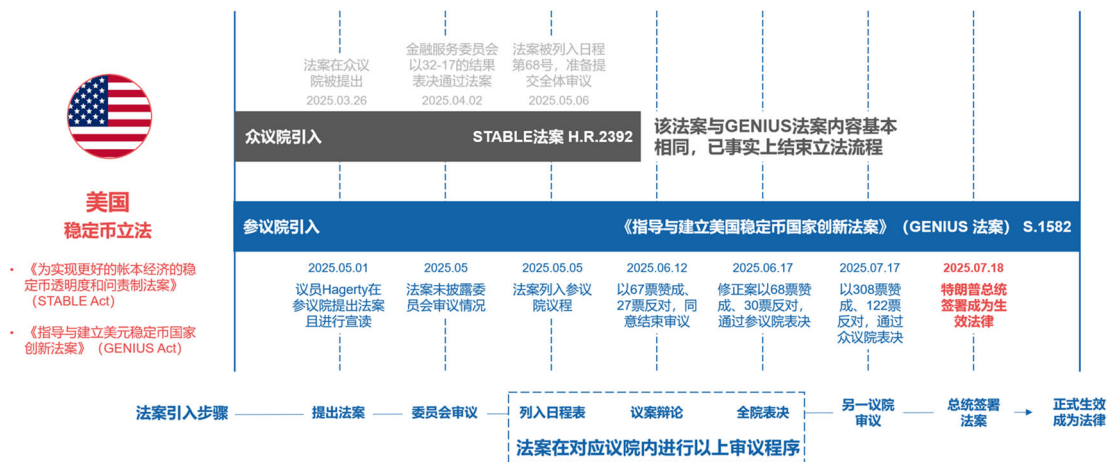 美国
稳定币立法
• 《为实现更好的帐本经济的稳
定币透明度和问责制法案》
（STABLE Act）
• 《指导与建立美元稳定币国家
创新法案》（GENIUS Act）
法案在众议
院被提出
2025.03.26
金融服务委员会
以32-17的结果
表决通过法案
2025.04.02
法案被列入日程
第68号，准备提
交全体审议
2025.05.06
众议院引入
STABLE法案 H.R.2392
该法案与GENIUS法案内容基本
相同，已事实上结束立法流程
参议院引入
《指导与建立美国稳定币国家创新法案》（GENIUS 法案） S.1582
2025.05.01
议员Hagerty在
参议院提出法案
且进行宣读
2025.05
法案未披露委
员会审议情况
2025.05
法案列入参议
院议程
2025.06.12
以67票赞成、
27票反对，同
意结束审议
2025.06.17
修正案以68票赞
成、30票反对，
通过参议院表决
2025.07.17
以308票赞
成、122票
反对，通过
众议院表决
2025.07.18
特朗普总统
签署成为生
效法律
法案引入步骤
提出法案
委员会审议
列入日程表
议案辩论
全院表决
另一议院
审议
总统签署
法案
正式生效
成为法律
法案在对应议院内进行以上审议程序